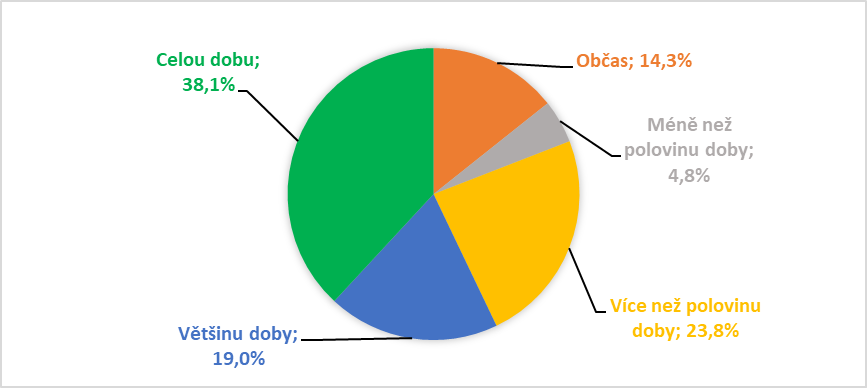 Celou dobu;
38,1%
Občas; 14,3%
Méně než
polovinu doby;
4,8%
Více než polovinu
doby; 23,8%
Většinu doby;
19,0%